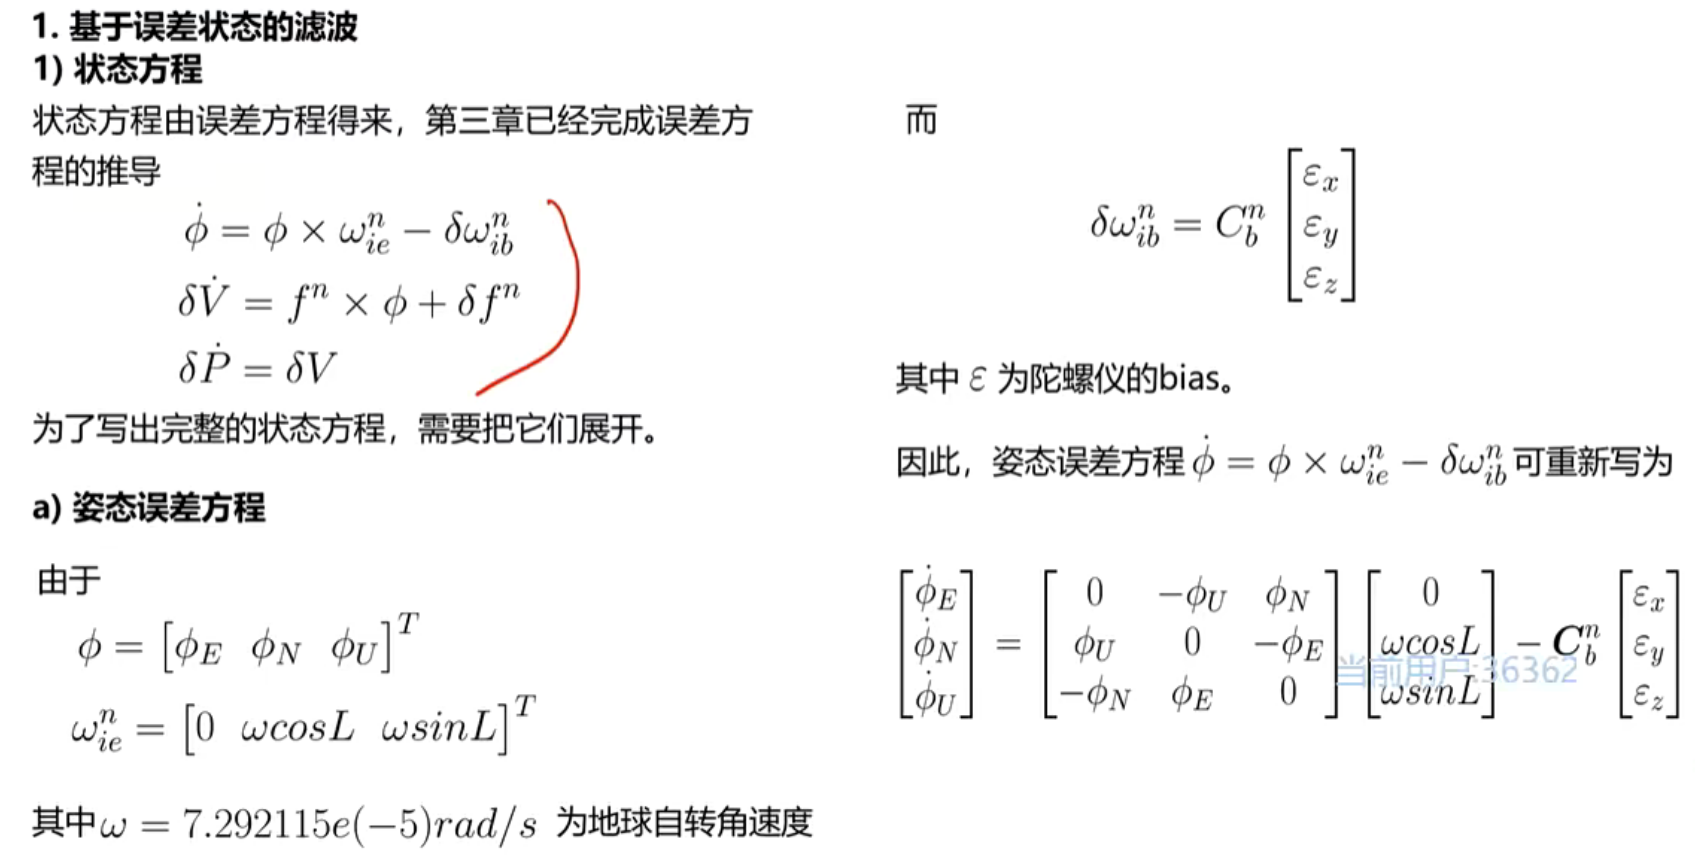 1. 基于误差状态的滤波
1) 状态方程
状态方程由误差方程得来，第三章已经完成误差方
程的推导
$\dot{\phi} = \phi \times \omega_{ie}^{n} - \delta\omega_{ib}^{n}$
$\delta\dot{V} = f^{n} \times \phi + \delta f^{n}$
$\delta\dot{P} = \delta V$
为了写出完整的状态方程，需要把它们展开。
a) 姿态误差方程
由于
$\phi = \begin{bmatrix} \phi_E & \phi_N & \phi_U \end{bmatrix}^T$
$\omega_{ie}^{n} = \begin{bmatrix} 0 & \omega cosL & \omega sinL \end{bmatrix}^T$
其中 $\omega = 7.292115e(-5)rad/s$ 为地球自转角速度
而
$\delta\omega_{ib}^{n} = C_b^n \begin{bmatrix} \varepsilon_x \\ \varepsilon_y \\ \varepsilon_z \end{bmatrix}$
其中 $\varepsilon$ 为陀螺仪的bias。
因此，姿态误差方程 $\dot{\phi} = \phi \times \omega_{ie}^{n} - \delta\omega_{ib}^{n}$ 可重新写为
$\begin{bmatrix} \dot{\phi}_E \\ \dot{\phi}_N \\ \dot{\phi}_U \end{bmatrix} = \begin{bmatrix} 0 & -\phi_U & \phi_N \\ \phi_U & 0 & -\phi_E \\ -\phi_N & \phi_E & 0 \end{bmatrix} \begin{bmatrix} 0 \\ \omega cosL \\ \omega sinL \end{bmatrix} - \boldsymbol{C}_b^n \begin{bmatrix} \varepsilon_x \\ \varepsilon_y \\ \varepsilon_z \end{bmatrix}$
当前用户:36362